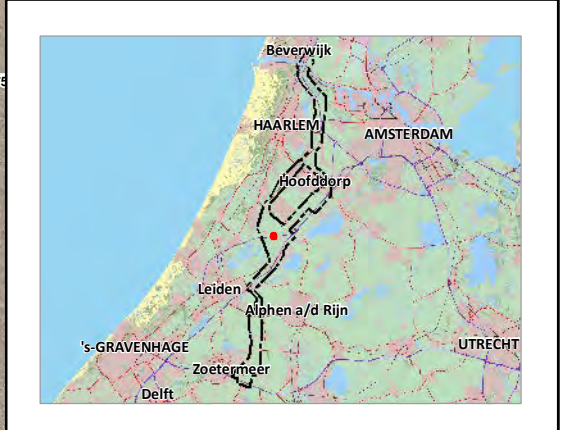 Beverwijk
HAARLEM
AMSTERDAM
Hoofddorp
Leiden
Alphen a/d Rijn
's-GRAVENHAGE
UTRECHT
Zoetermeer
Delft